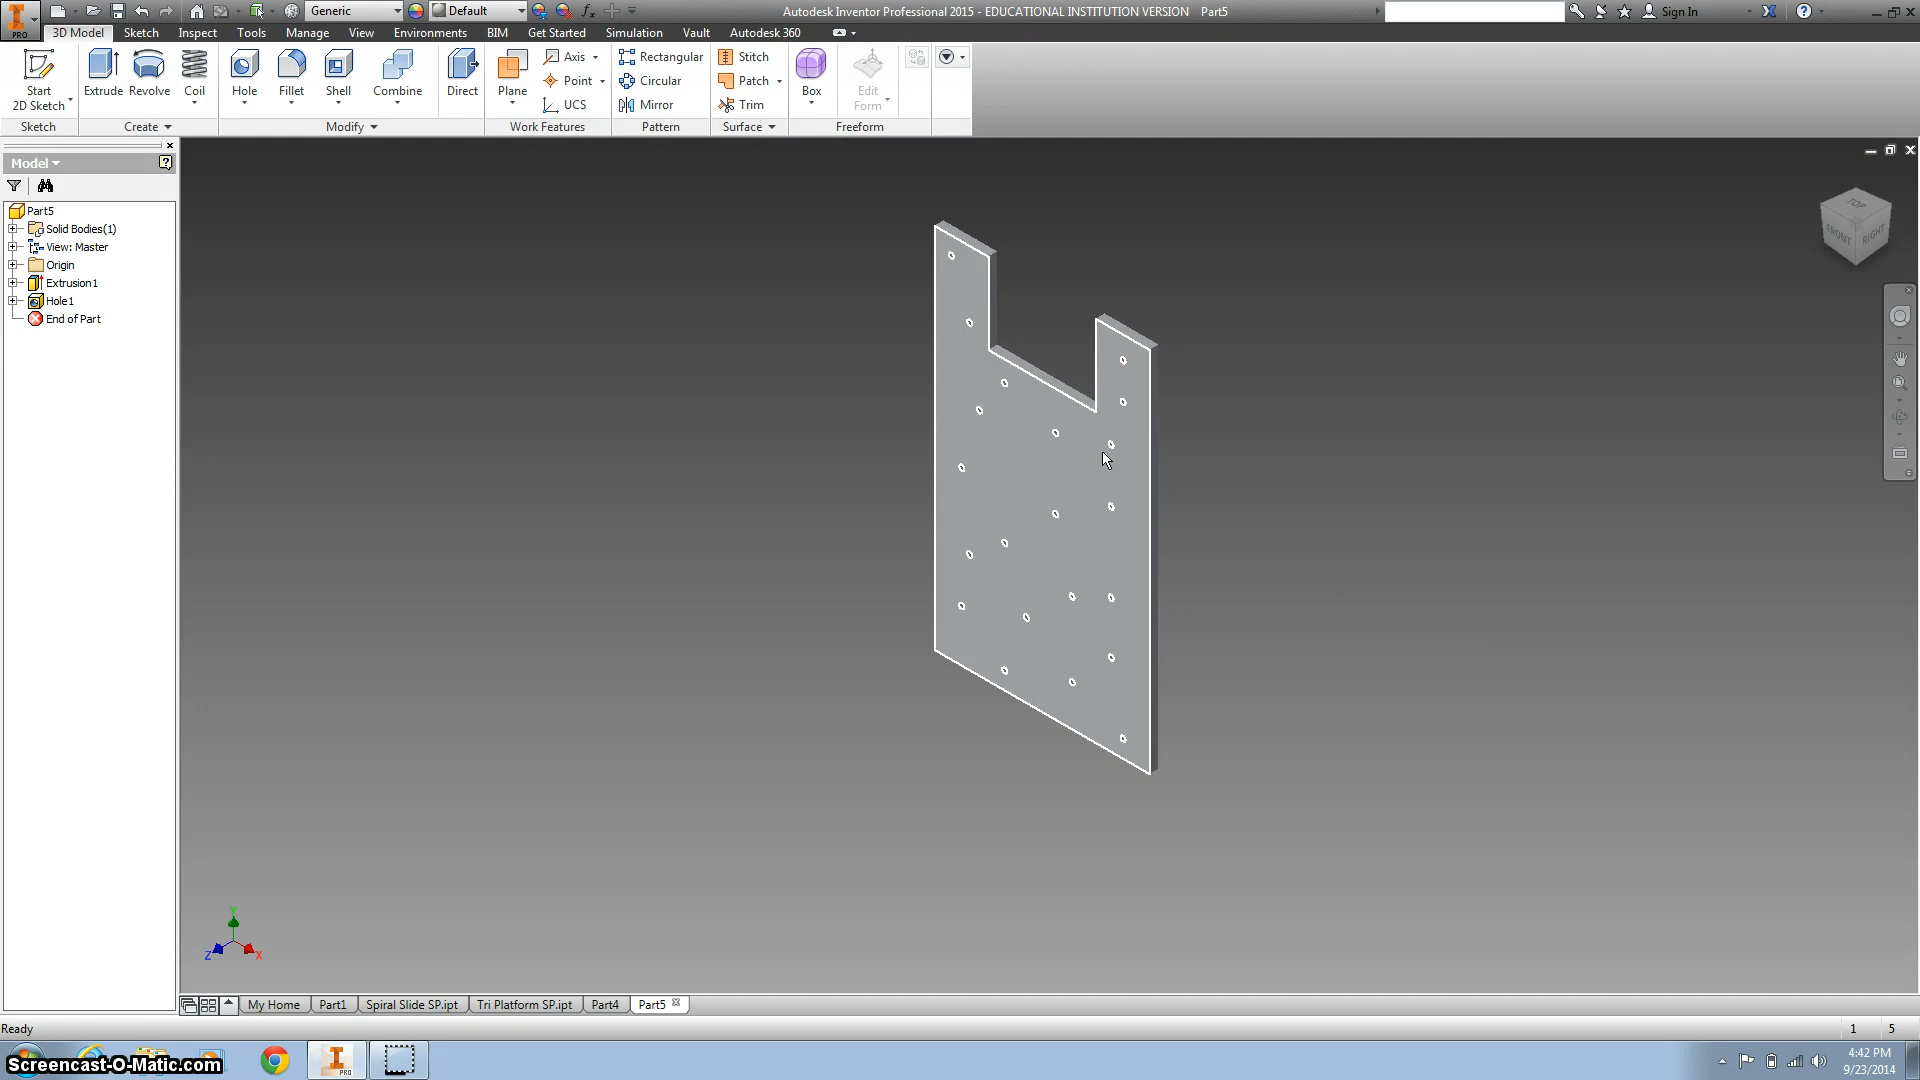 Generic
Default
Autodesk Inventor Professional 2015 - EDUCATIONAL INSTITUTION VERSION Part5
Sign In
PRO
3D Model Sketch Inspect Tools Manage View Environments BIM Get Started Simulation Vault Autodesk 360
Start
2D Sketch
Extrude Revolve Coil
Hole Fillet Shell Combine
Direct
Plane
Axis
Point
UCS
Rectangular
Circular
Mirror
Stitch
Patch
Trim
Box
Edit
Form
Sketch Create Modify Work Features Pattern Surface Freeform
Model
Part5
Solid Bodies(1)
View: Master
Origin
Extrusion1
Hole1
End of Part
TOP
FRONT RIGHT
Y
Z X
My Home Part1 Spiral Slide SP.ipt Tri Platform SP.ipt Part4 Part5
Ready
1 5
Screencast-O-Matic.com
PRO
4:42 PM
9/23/2014